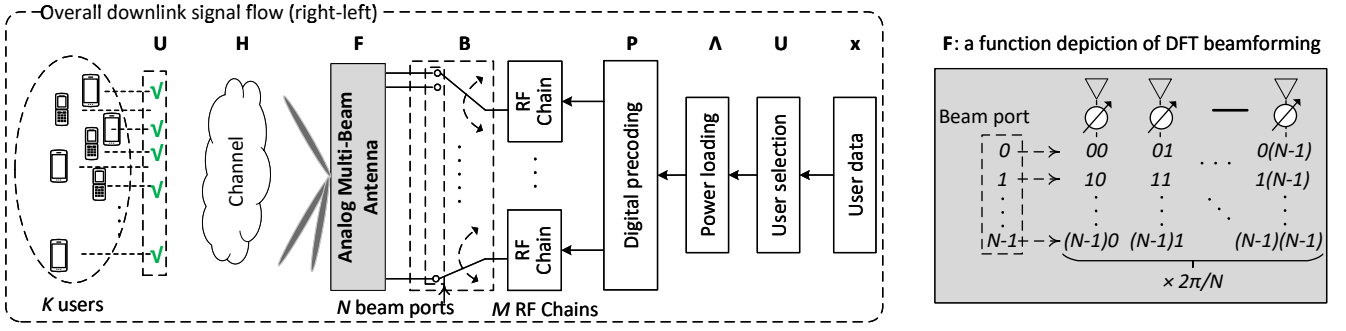 Overall downlink signal flow (right-left)
U H F B P Λ U x
√
√
√
√
√
Channel
Analog Multi-Beam
Antenna
RF
Chain
RF
Chain
Digital precoding
Power loading
User selection
User data
K users
N beam ports
M RF Chains
F: a function depiction of DFT beamforming
Beam port
0 00 01 . . . 0(N-1)
1 10 11 1(N-1)
N-1 (N-1)0 (N-1)1 (N-1)(N-1)
× 2π/N